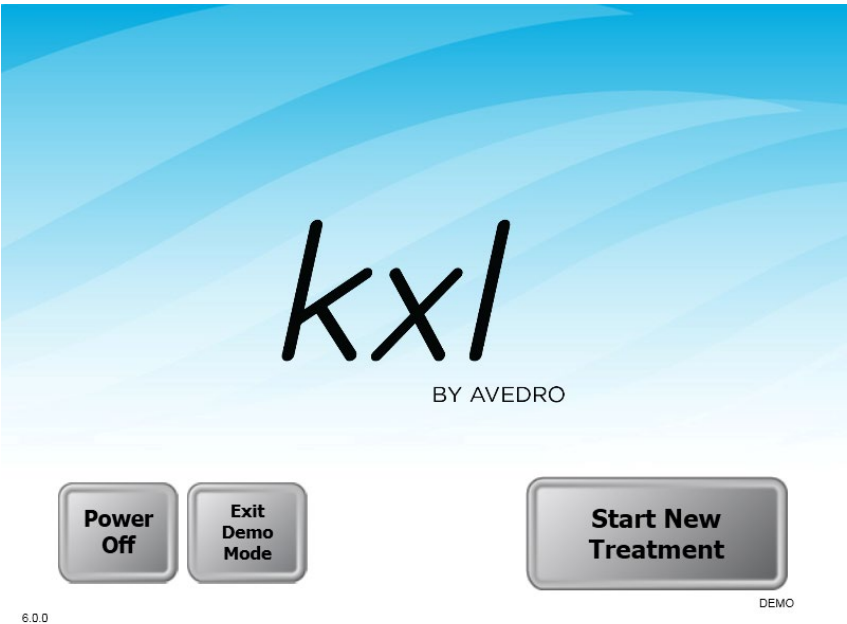 kxl
BY AVEDRO
Power
Off
Exit
Demo
Mode
Start New
Treatment
DEMO
6.0.0